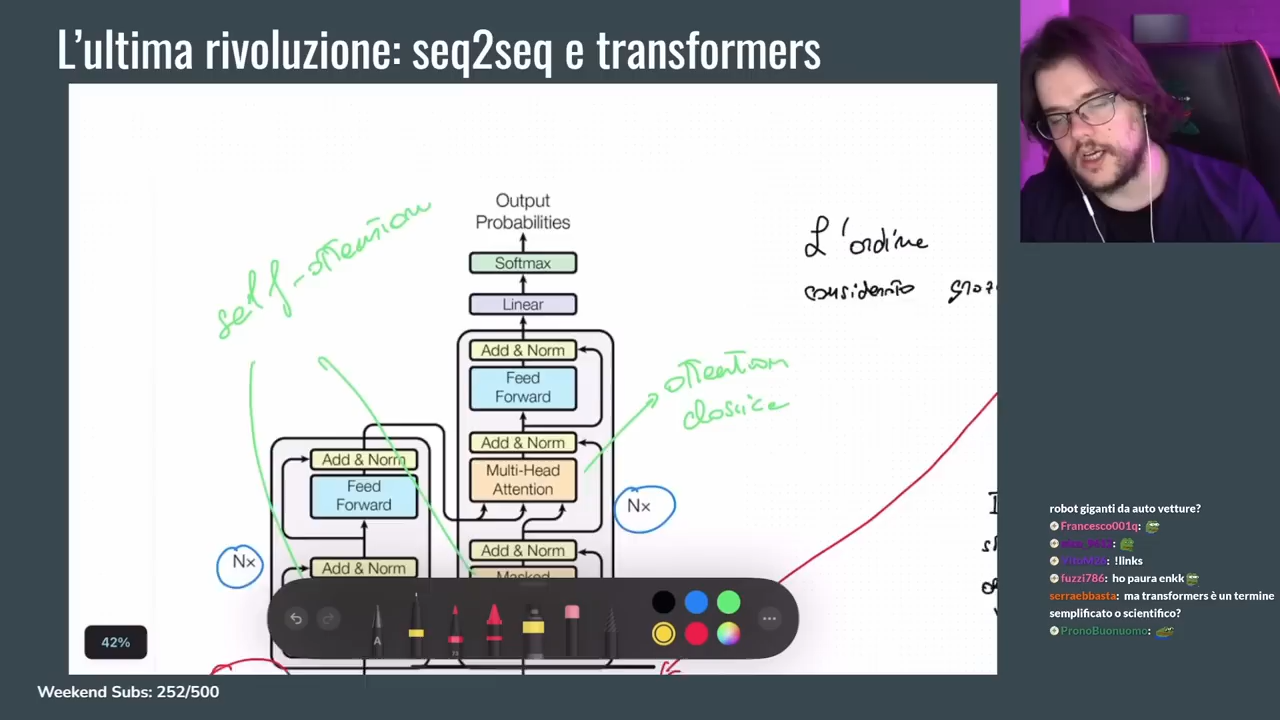 L'ultima rivoluzione: seq2seq e transformers
Output
Probabilities
Softmax
Linear
Add & Norm
Feed
Forward
Add & Norm
Multi-Head
Attention
Add & Norm
Masked
Nx
Add & Norm
Feed
Forward
Add & Norm
Nx
self-attention
attention
classica
L'ordine
considerato
42%
Weekend Subs: 252/500
robot giganti da auto vetture?
Francesco001q:
!links
fuzzi786: ho paura enkk
serraebbasta: ma transformers è un termine
semplificato o scientifico?
PronoBuonuomo: